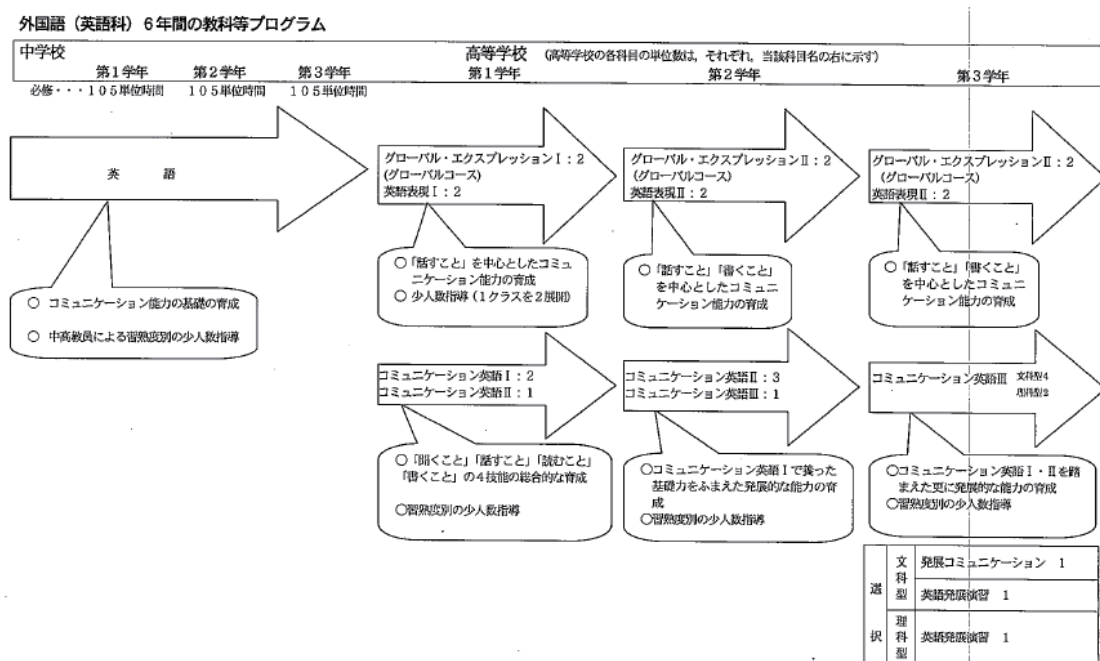 外国語（英語科）６年間の教科等プログラム
中学校
高等学校 （高等学校の各科目の単位数は，それぞれ，当該科目名の右に示す）
第１学年 第２学年 第３学年 第１学年 第２学年 第３学年
必修・・・１０５単位時間 １０５単位時間 １０５単位時間
英 語
○ コミュニケーション能力の基礎の育成
○ 中高教員による習熟度別の少人数指導
グローバル・エクスプレッションⅠ：２
(グローバルコース)
英語表現Ⅰ：２
○「話すこと」を中心としたコミュ
ニケーション能力の育成
○ 少人数指導（１クラスを２展開）
グローバル・エクスプレッションⅡ：２
(グローバルコース)
英語表現Ⅱ：２
○「話すこと」「書くこと」
を中心としたコミュニ
ケーション能力の育成
グローバル・エクスプレッションⅡ：２
(グローバルコース)
英語表現Ⅱ：２
○「話すこと」「書くこと」
を中心としたコミュニ
ケーション能力の育成
コミュニケーション英語Ⅰ：２
コミュニケーション英語Ⅱ：１
○「聞くこと」「話すこと」「読むこと」
「書くこと」の４技能の総合的な育成
○習熟度別の少人数指導
コミュニケーション英語Ⅱ：３
コミュニケーション英語Ⅲ：１
○コミュニケーション英語Ⅰで養った
基礎力をふまえた発展的な能力の育
成
○習熟度別の少人数指導
コミュニケーション英語Ⅲ 文科型４
理科型２
○コミュニケーション英語Ⅰ・Ⅱを踏
まえた更に発展的な能力の育成
○習熟度別の少人数指導
選択
文科型
発展コミュニケーション １
英語発展演習 １
理科型
英語発展演習 １